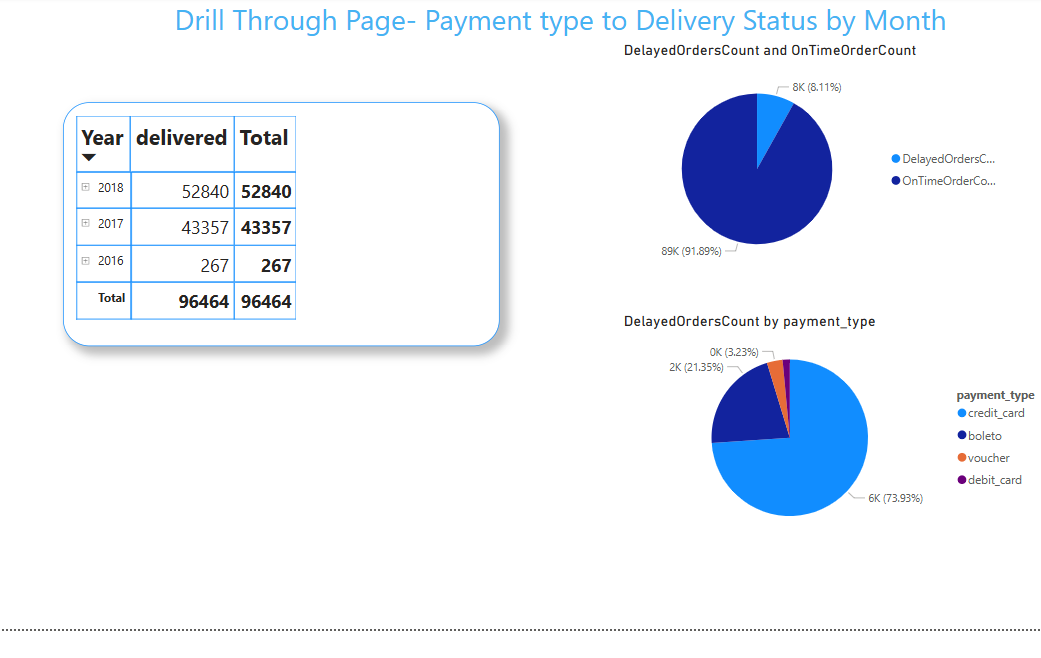 Drill Through Page- Payment type to Delivery Status by Month
Year delivered Total
2018 52840 52840
2017 43357 43357
2016 267 267
Total 96464 96464
DelayedOrdersCount and OnTimeOrderCount
8K (8.11%)
89K (91.89%)
DelayedOrdersC...
OnTimeOrderCo...
DelayedOrdersCount by payment_type
0K (3.23%)
2K (21.35%)
6K (73.93%)
payment_type
credit_card
boleto
voucher
debit_card